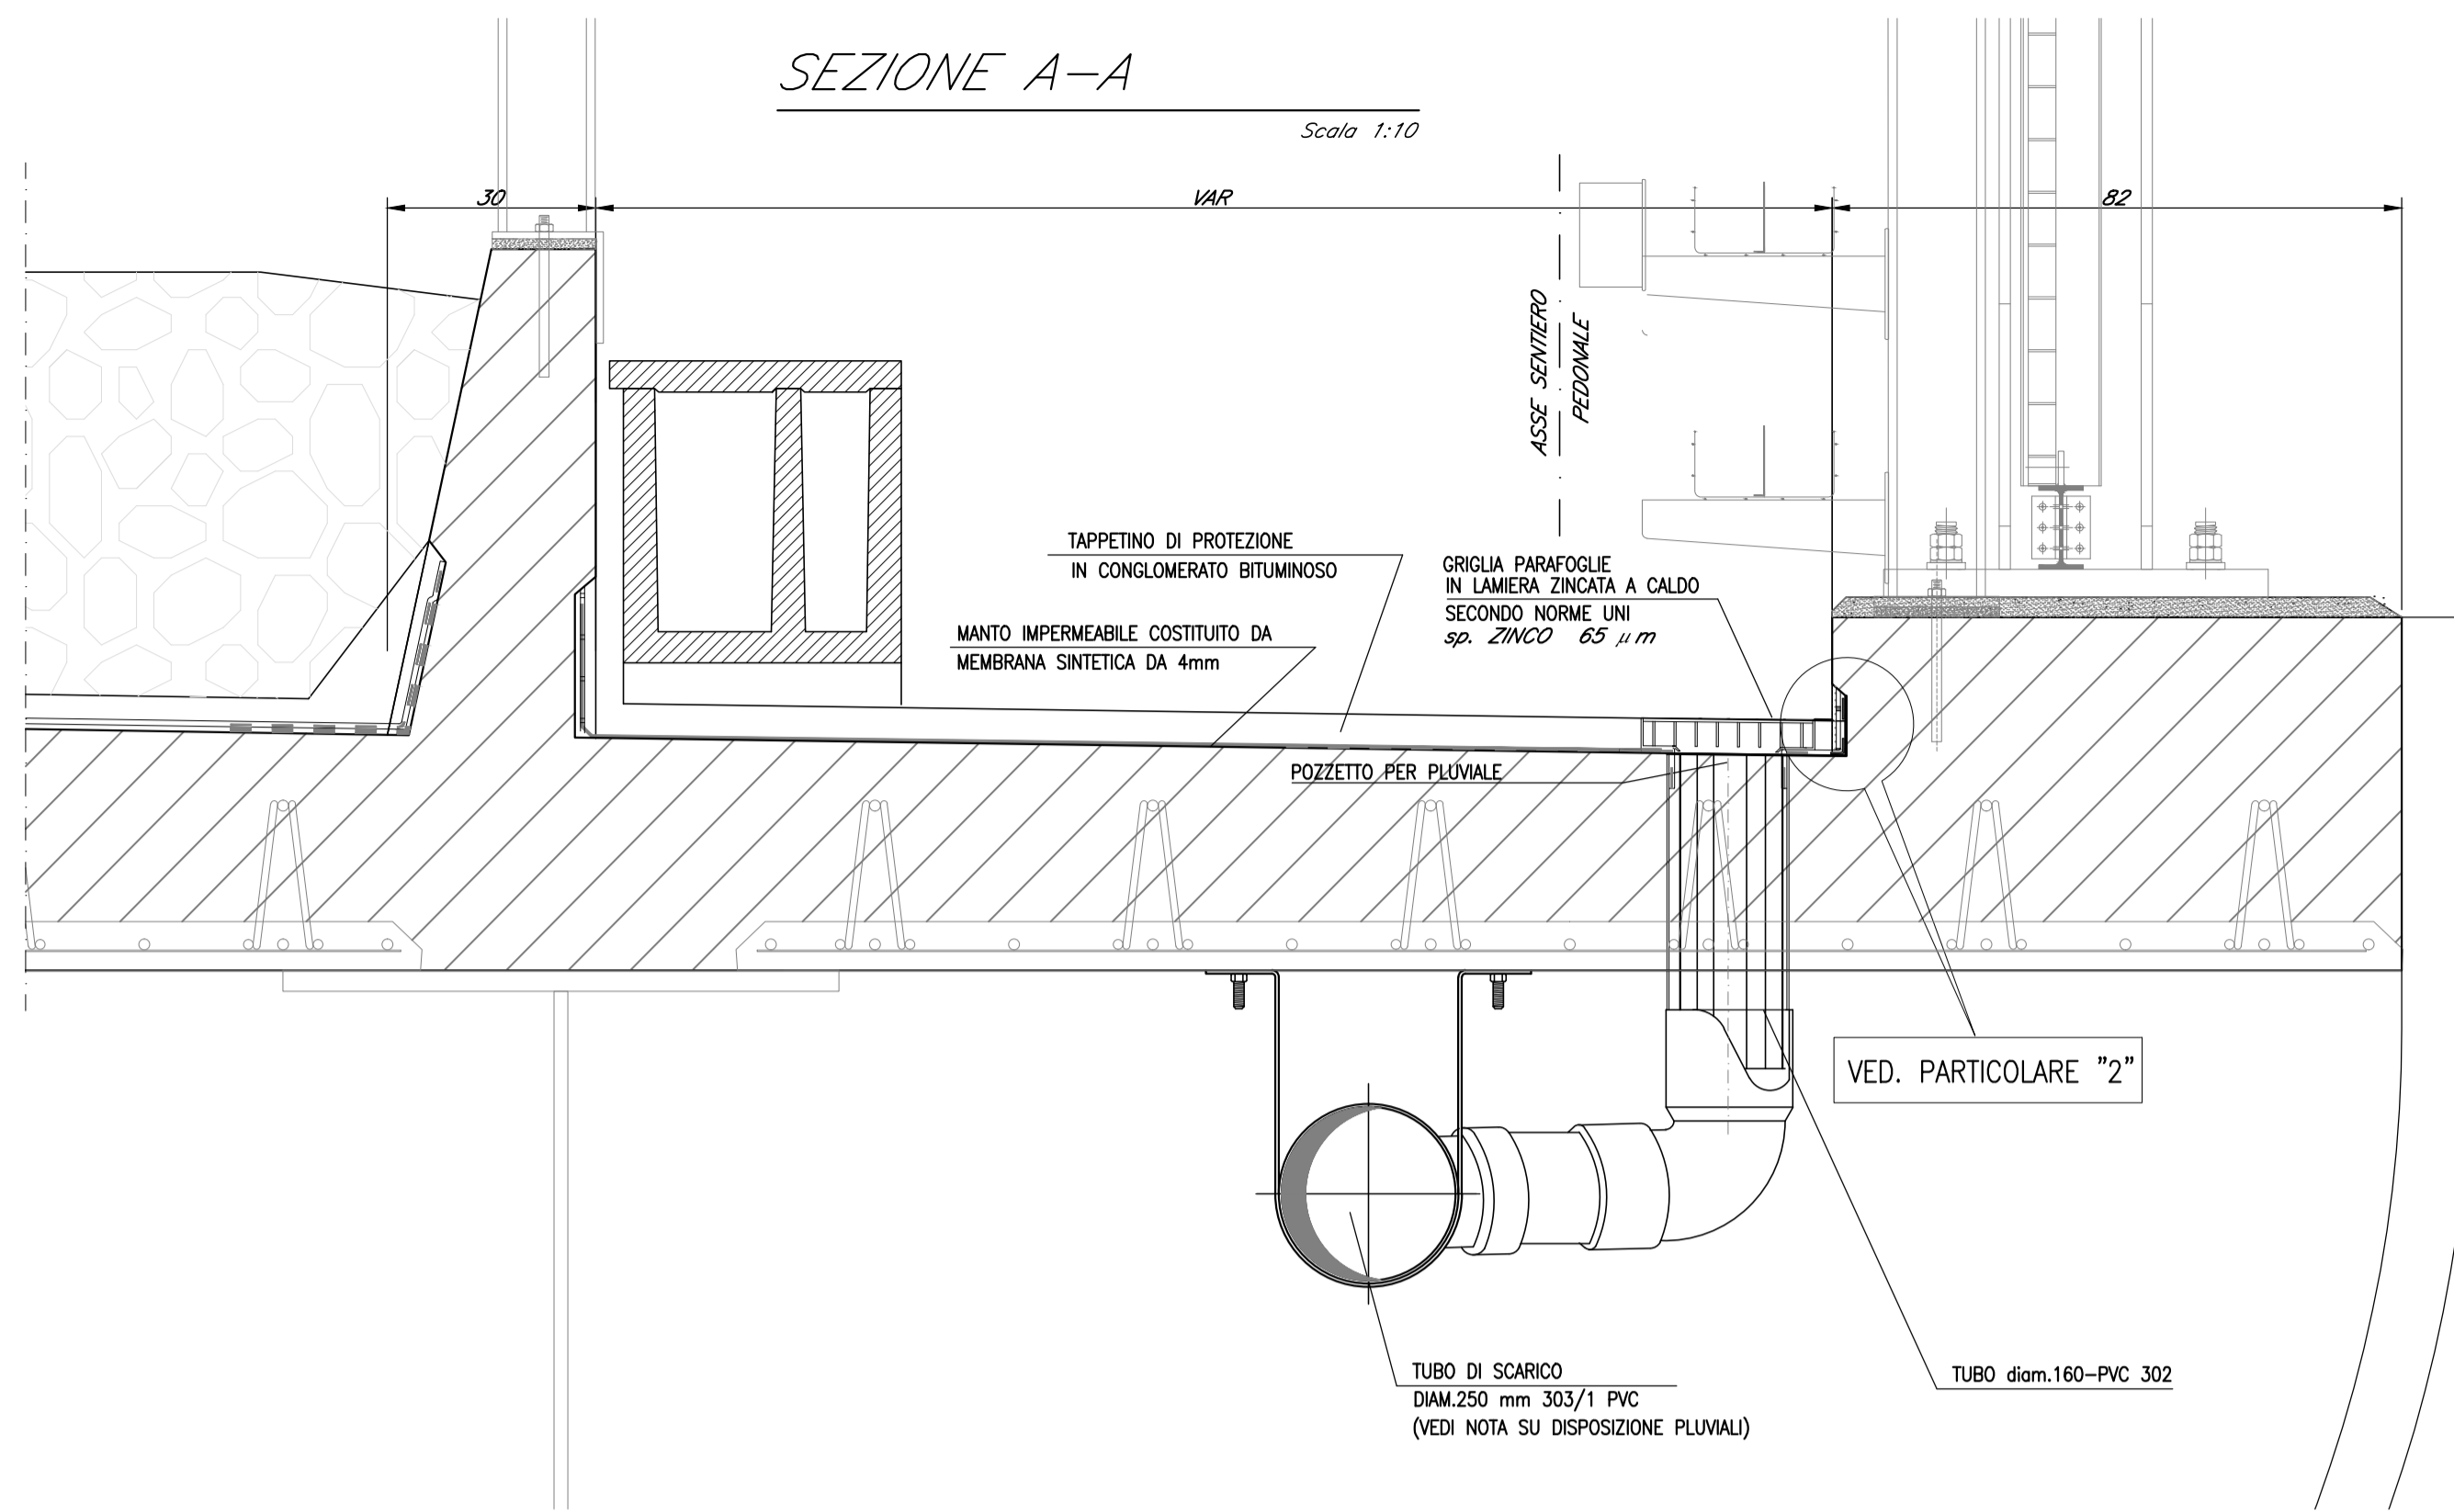 SEZIONE A–A
Scala 1:10
30
VAR
82
ASSE SENTIERO
PEDONALE
TAPPETINO DI PROTEZIONE
IN CONGLOMERATO BITUMINOSO
GRIGLIA PARAFOGLIE
IN LAMIERA ZINCATA A CALDO
SECONDO NORME UNI
sp. ZINCO 65 μm
MANTO IMPERMEABILE COSTITUITO DA
MEMBRANA SINTETICA DA 4mm
POZZETTO PER PLUVIALE
VED. PARTICOLARE "2"
TUBO DI SCARICO
DIAM.250 mm 303/1 PVC
(VEDI NOTA SU DISPOSIZIONE PLUVIALI)
TUBO diam.160–PVC 302